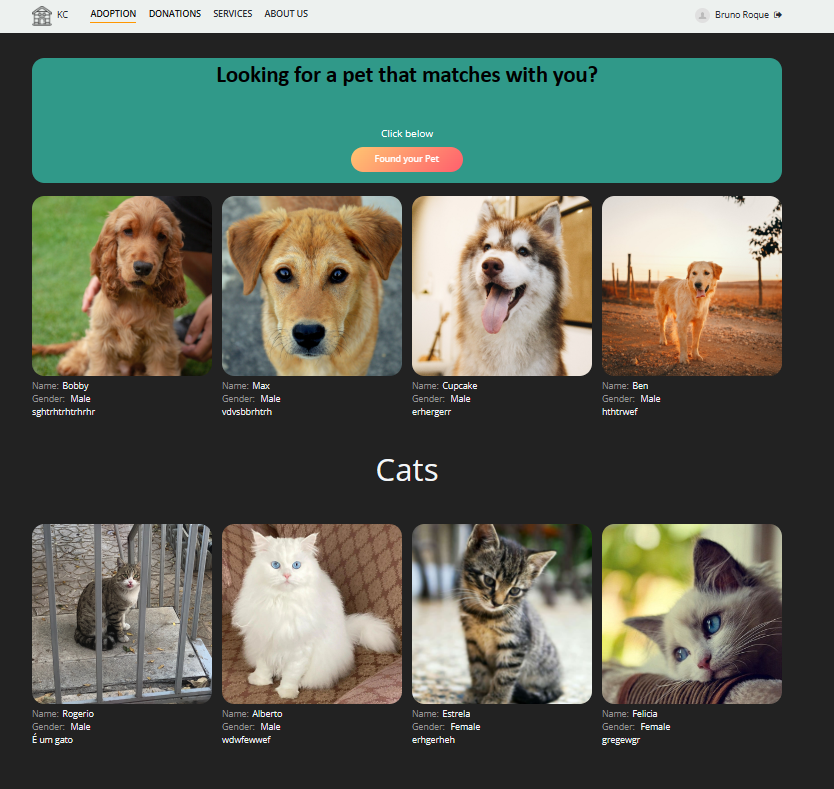 KC ADOPTION DONATIONS SERVICES ABOUT US Bruno Roque
Looking for a pet that matches with you?
Click below
Found your Pet
Name: Bobby
Gender: Male
sghtrhtrhtrhrhr
Name: Max
Gender: Male
vdvsbbrhtrh
Name: Cupcake
Gender: Male
erhergerr
Name: Ben
Gender: Male
hthtrwef
Cats
Name: Rogerio
Gender: Male
É um gato
Name: Alberto
Gender: Male
wdwfewwef
Name: Estrela
Gender: Female
erhgerheh
Name: Felicia
Gender: Female
gregewgr